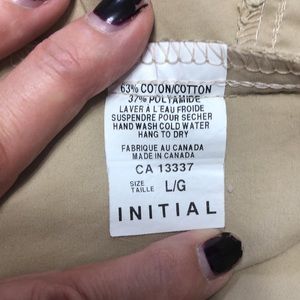 63% COTON/COTTON
37% POLYAMIDE
LAVER A L'EAU FROIDE
SUSPENDRE POUR SECHER
HAND WASH COLD WATER
HANG TO DRY
FABRIQUE AU CANADA
MADE IN CANADA
CA 13337
SIZE
TAILLE L/G
INITIAL